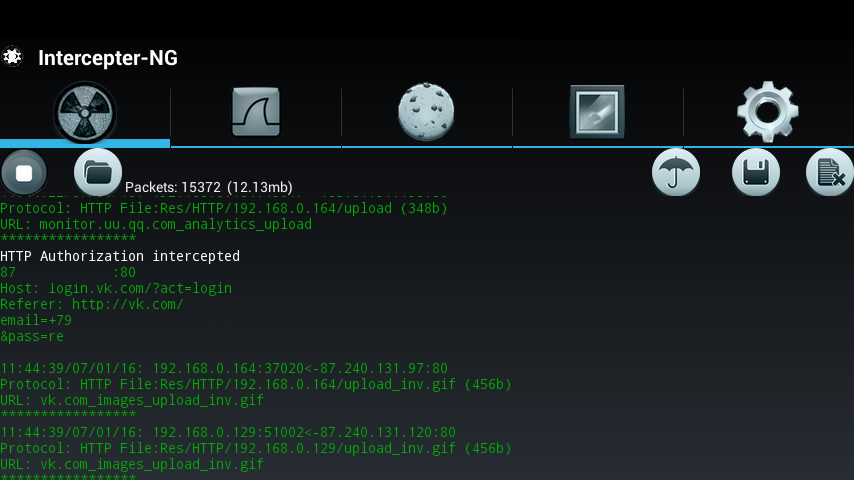 Intercepter-NG
Packets: 15372 (12.13mb)
Protocol: HTTP File:Res/HTTP/192.168.0.164/upload (348b)
URL: monitor.uu.qq.com_analytics_upload
*****************
HTTP Authorization intercepted
87 :80
Host: login.vk.com/?act=login
Referer: http://vk.com/
email=+79
&pass=re
11:44:39/07/01/16: 192.168.0.164:37020<-87.240.131.97:80
Protocol: HTTP File:Res/HTTP/192.168.0.164/upload_inv.gif (456b)
URL: vk.com_images_upload_inv.gif
*****************
11:44:39/07/01/16: 192.168.0.129:51002<-87.240.131.120:80
Protocol: HTTP File:Res/HTTP/192.168.0.129/upload_inv.gif (456b)
URL: vk.com_images_upload_inv.gif
*****************